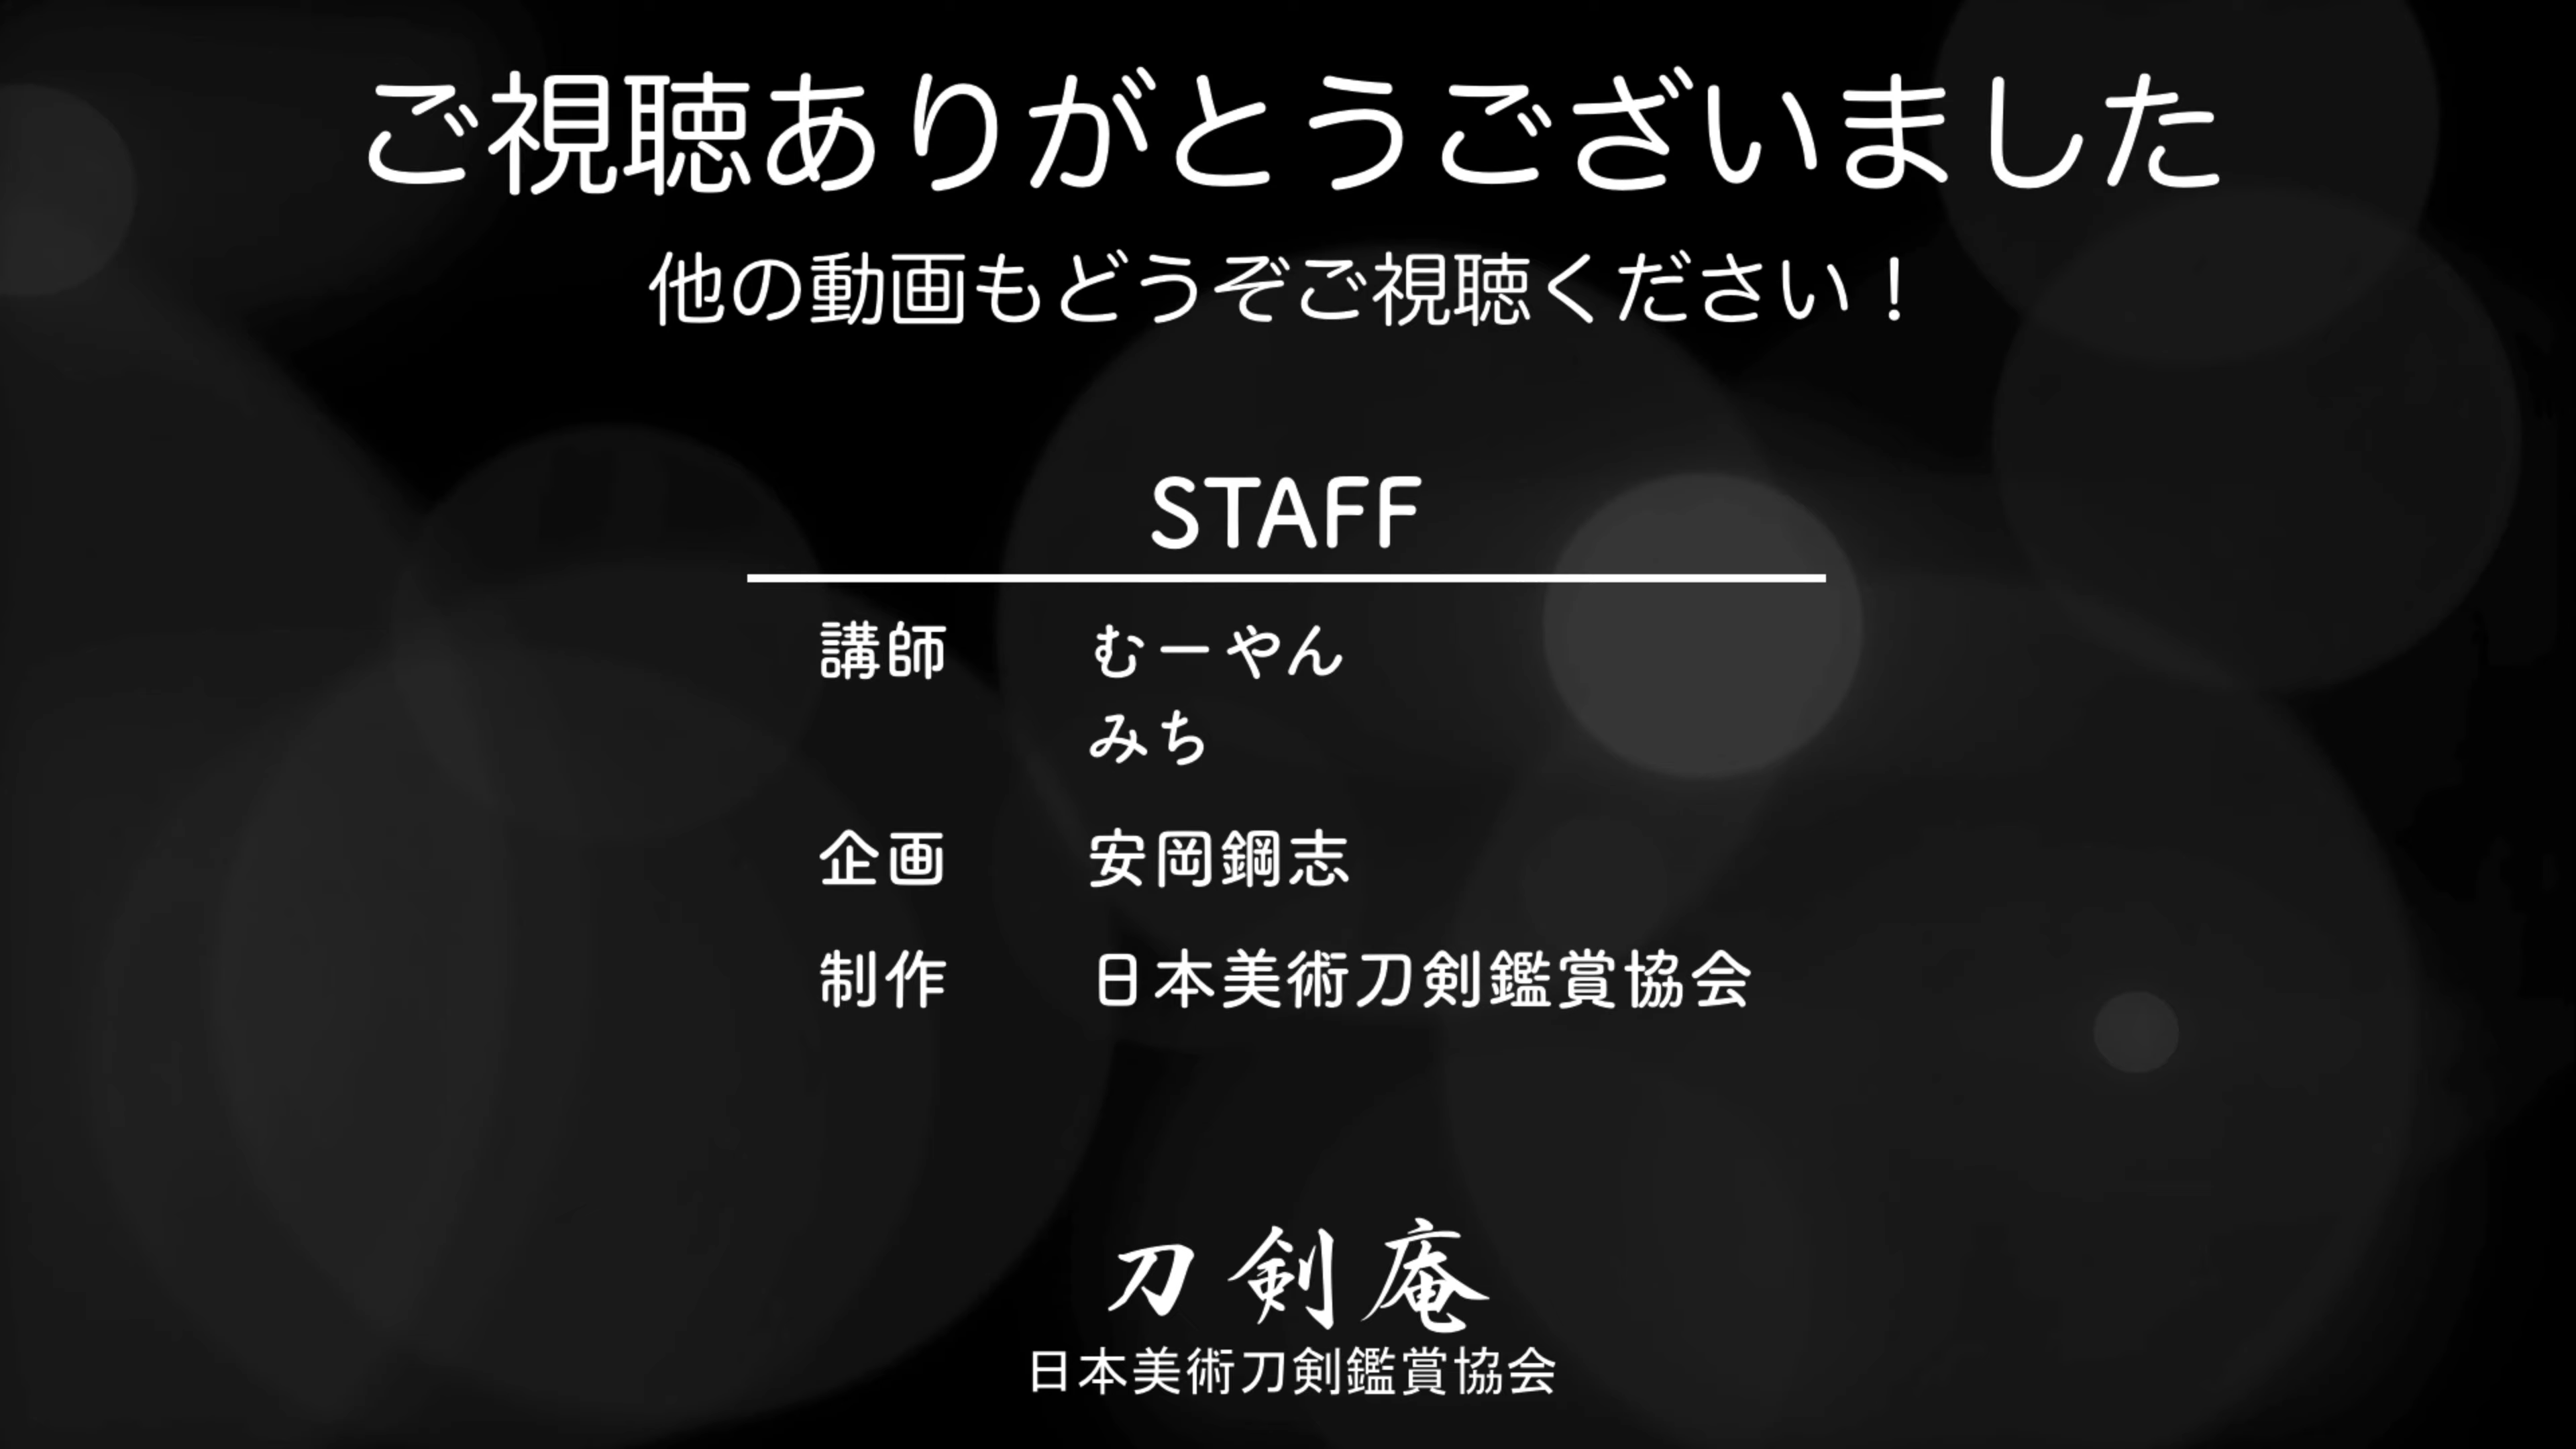 ご視聴ありがとうございました
他の動画もどうぞご視聴ください！
STAFF
講師 むーやん
みち
企画 安岡鋼志
制作 日本美術刀剣鑑賞協会
刀剣庵
日本美術刀剣鑑賞協会